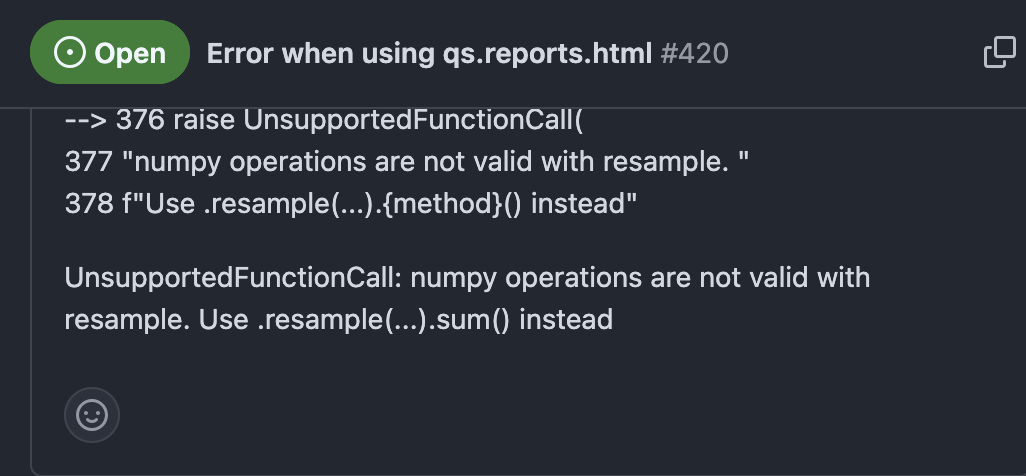 Open Error when using qs.reports.html #420
--> 376 raise UnsupportedFunctionCall(
377 "numpy operations are not valid with resample. "
378 f"Use .resample(...).{method}() instead"
UnsupportedFunctionCall: numpy operations are not valid with
resample. Use .resample(...).sum() instead